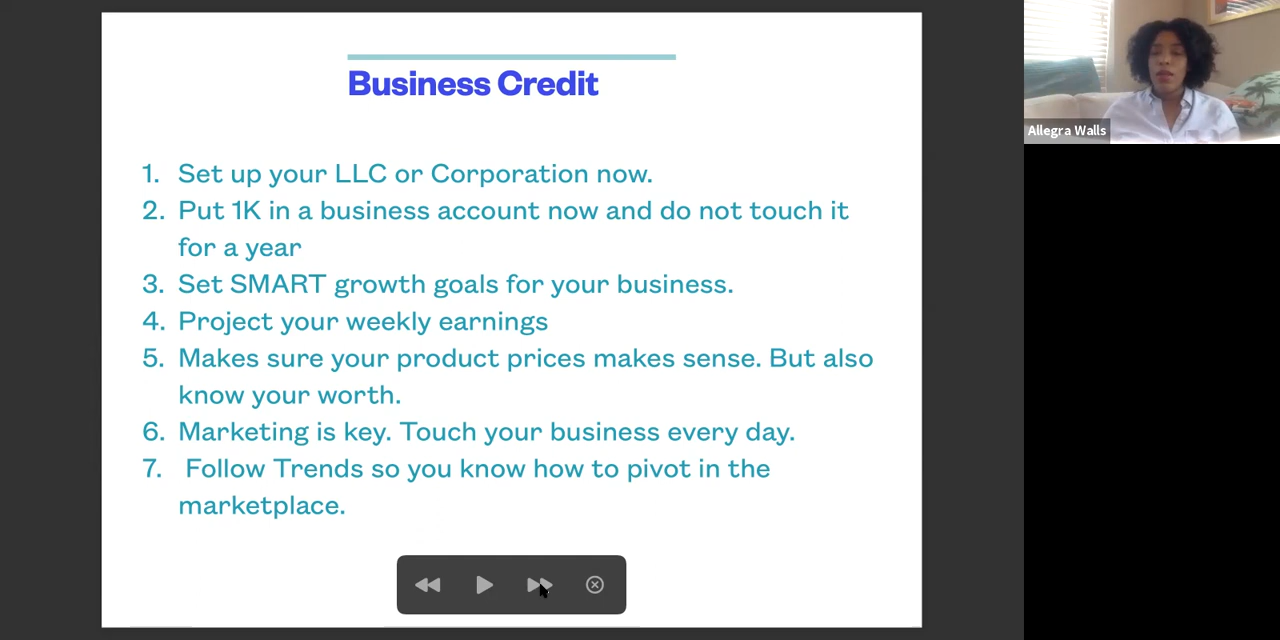 Business Credit
1. Set up your LLC or Corporation now.
2. Put 1K in a business account now and do not touch it
for a year
3. Set SMART growth goals for your business.
4. Project your weekly earnings
5. Makes sure your product prices makes sense. But also
know your worth.
6. Marketing is key. Touch your business every day.
7. Follow Trends so you know how to pivot in the
marketplace.
Allegra Walls